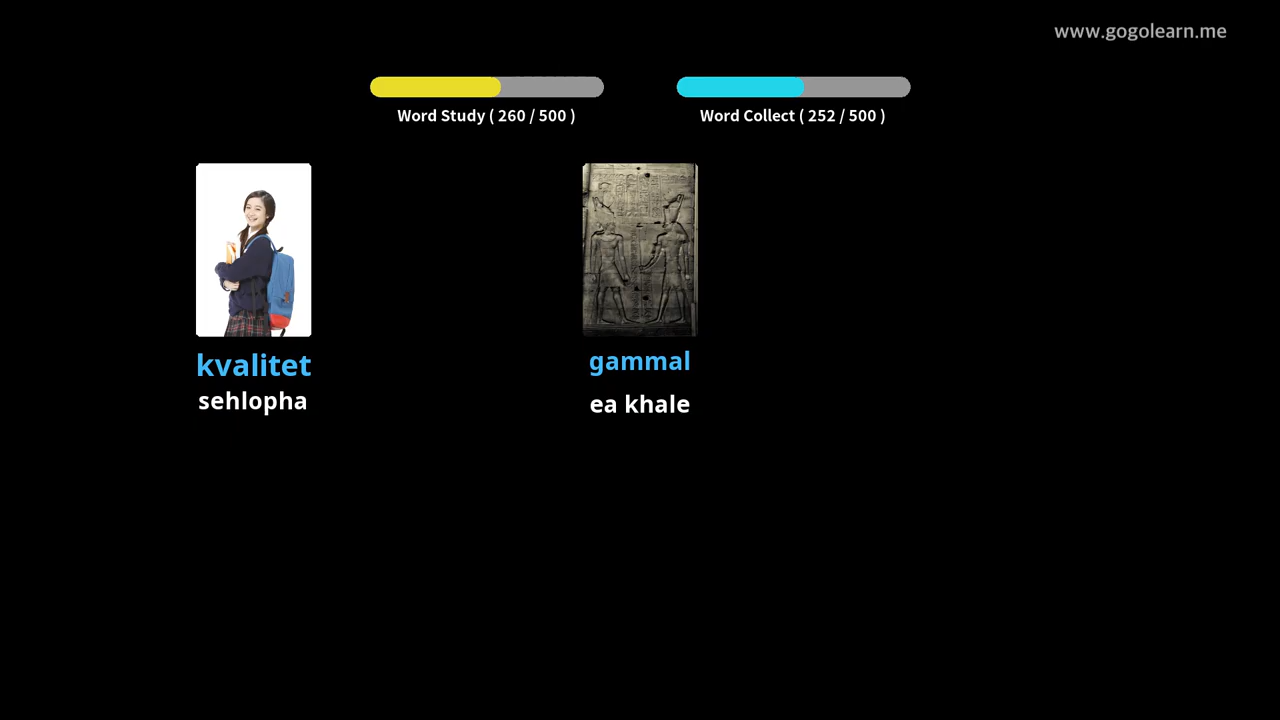 www.gogolearn.me
Word Study ( 260 / 500 )
Word Collect ( 252 / 500 )
kvalitet
sehlopha
gammal
ea khale